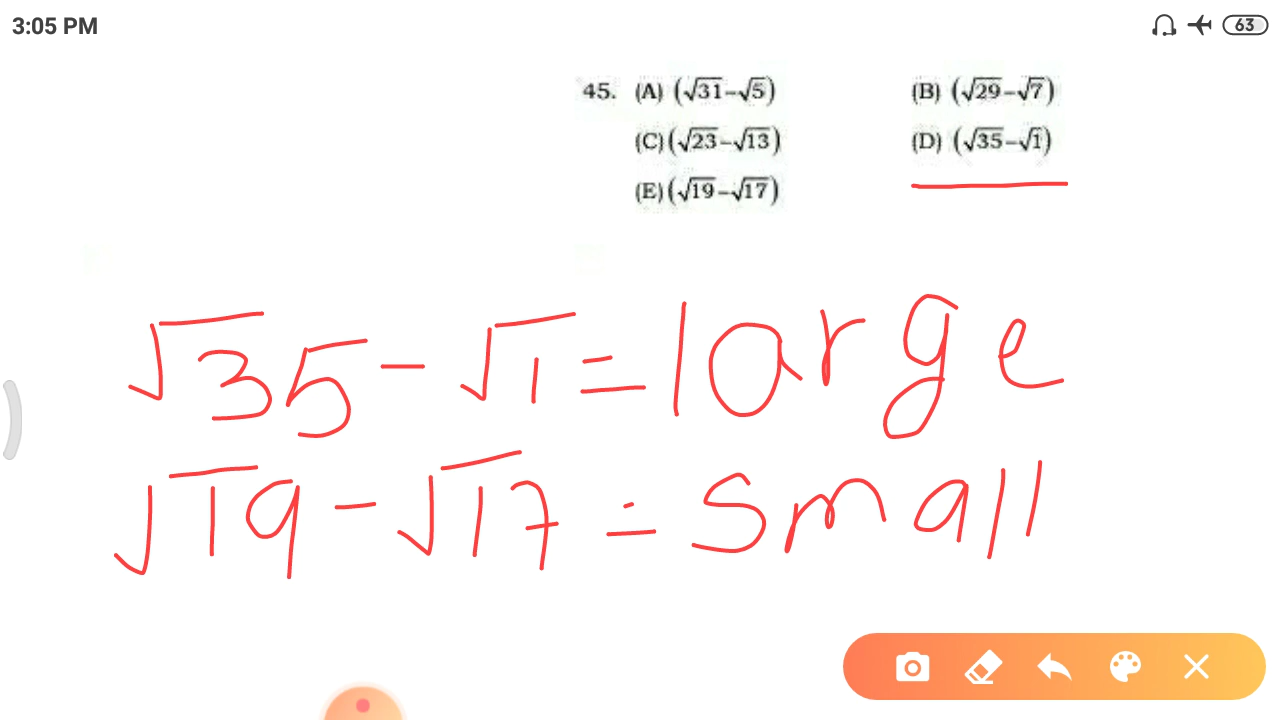 3:05 PM 63
45. (A) (√31-√5) (B) (√29-√7)
(C) (√23-√13) (D) (√35-√1)
(E) (√19-√17)
√35 - √1 = large
√19 - √17 = small